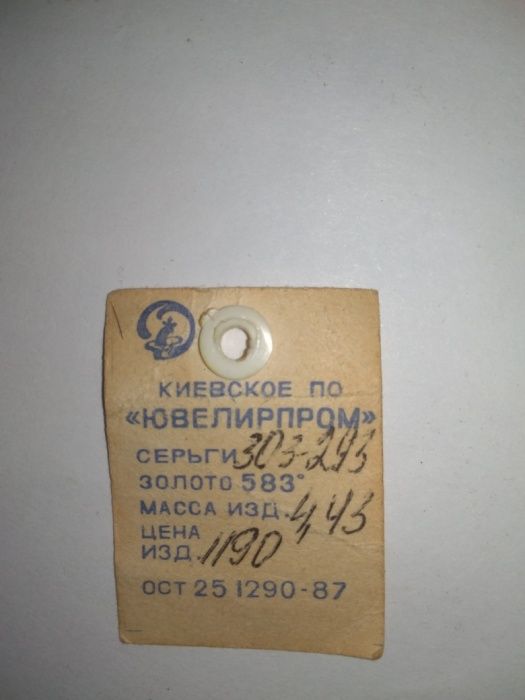 КИЕВСКОЕ ПО
«ЮВЕЛИРПРОМ»
СЕРЬГИ 303-293
ЗОЛОТО 583°
МАССА ИЗД. 4,43
ЦЕНА
ИЗД. 1190
ОСТ 25 1290-87